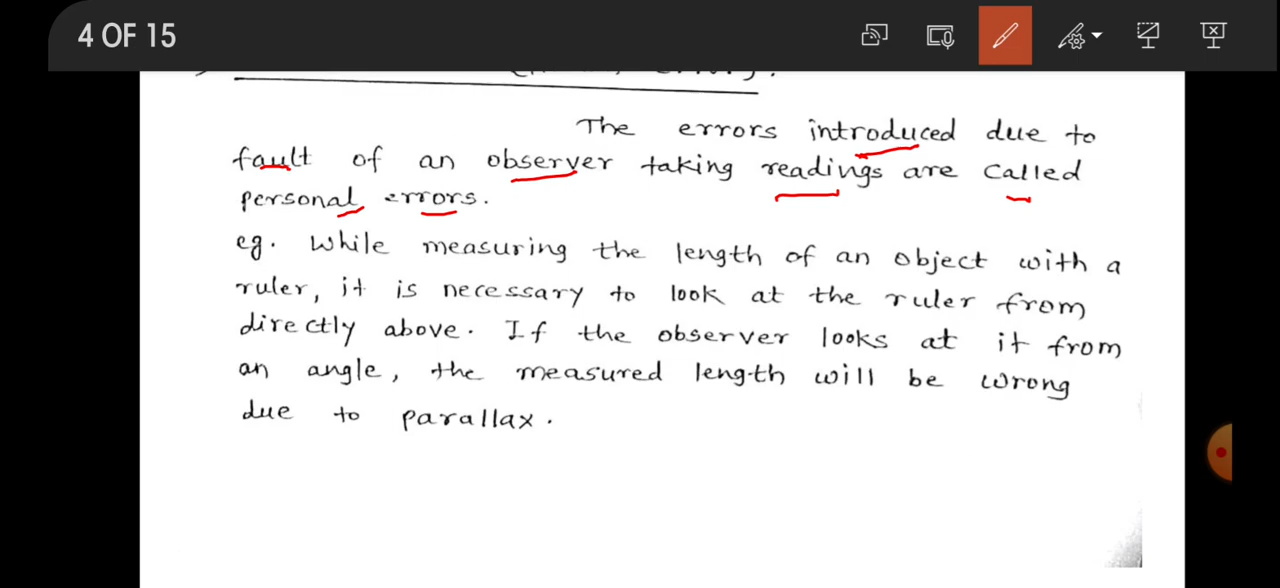 4 OF 15
The errors introduced due to
fault of an observer taking readings are called
personal errors.
eg. While measuring the length of an object with a
ruler, it is necessary to look at the ruler from
directly above. If the observer looks at it from
an angle, the measured length will be wrong
due to parallax.